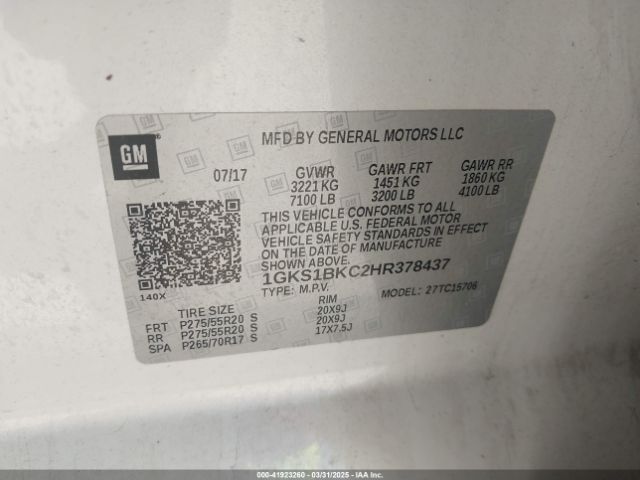 GM
MFD BY GENERAL MOTORS LLC
07/17 GVWR GAWR FRT GAWR RR
3221 KG 1451 KG 1860 KG
7100 LB 3200 LB 4100 LB
THIS VEHICLE CONFORMS TO ALL
APPLICABLE U.S. FEDERAL MOTOR
VEHICLE SAFETY STANDARDS IN EFFECT
ON THE DATE OF MANUFACTURE
SHOWN ABOVE.
1GKS1BKC2HR378437
TYPE: M.P.V. MODEL: 27TC15706
140X
TIRE SIZE RIM
FRT P275/55R20 S 20X9J
RR P275/55R20 S 20X9J
SPA P265/70R17 S 17X7.5J
000-41923260 - 03/31/2025 - COPYRIGHT IAA, LLC